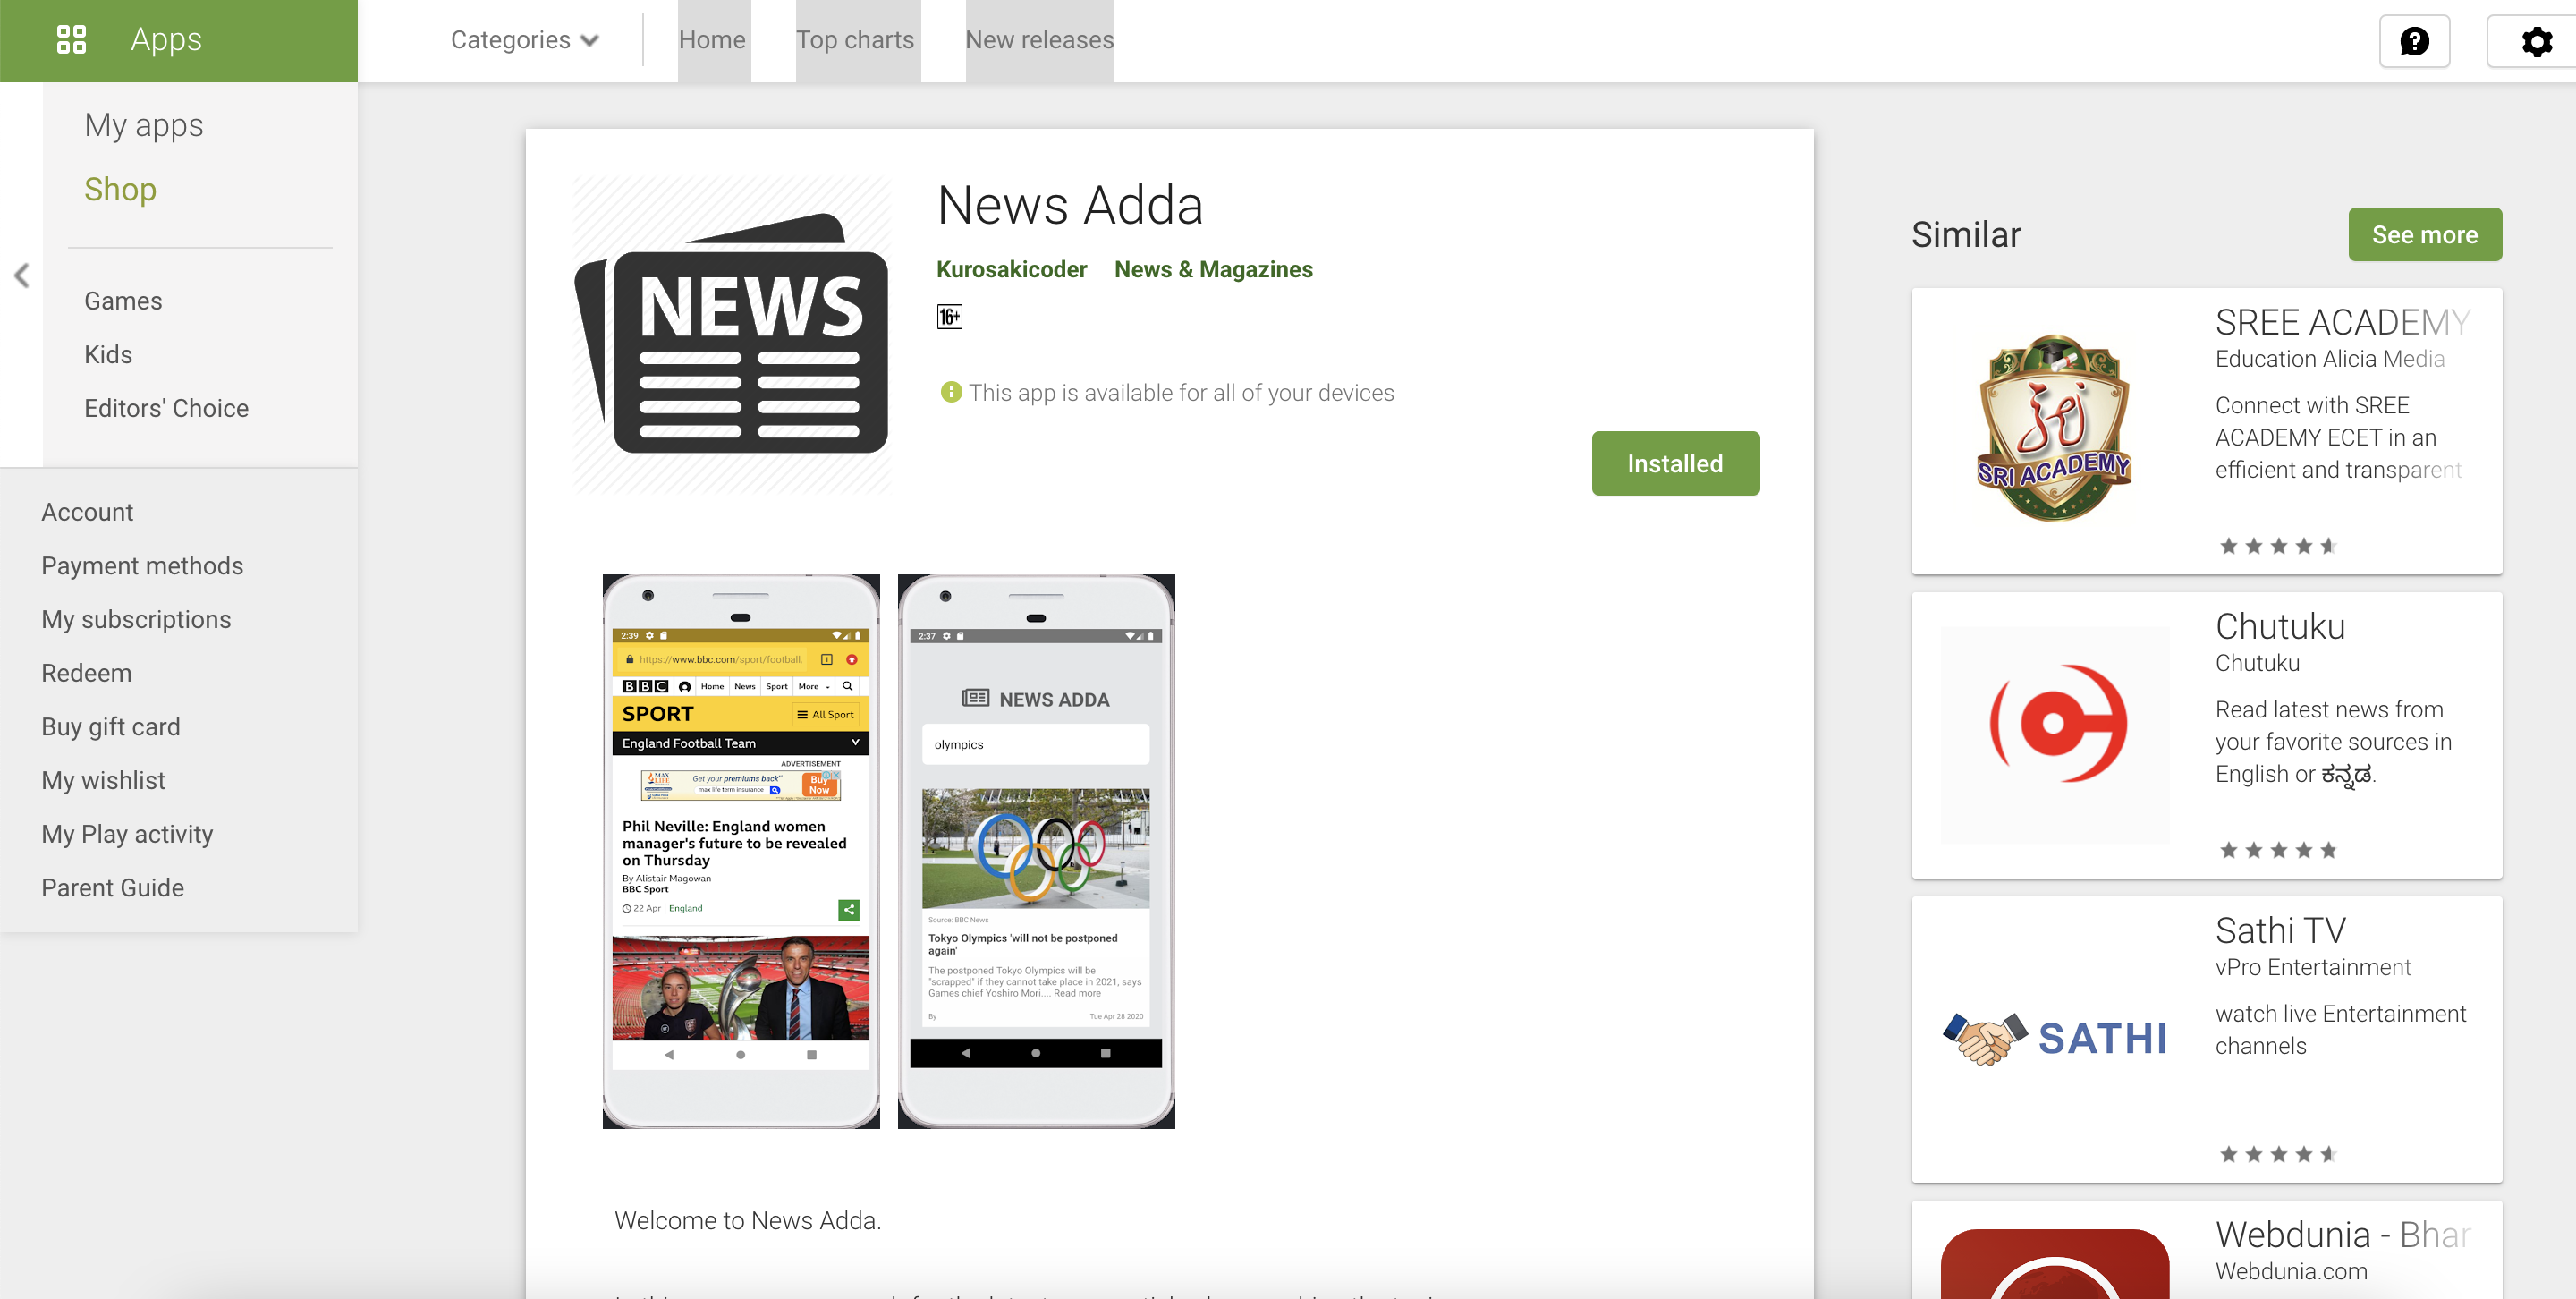 Apps
Categories
Home
Top charts
New releases
My apps
Shop
Games
Kids
Editors' Choice
Account
Payment methods
My subscriptions
Redeem
Buy gift card
My wishlist
My Play activity
Parent Guide
NEWS
News Adda
Kurosakicoder
News & Magazines
16+
This app is available for all of your devices
Installed
2:39
https://www.bbc.com/sport/football.
1
BBC
Home
News
Sport
More
SPORT
All Sport
England Football Team
ADVERTISEMENT
MAX LIFE
Get your premiums back
max life term insurance
Buy Now
Phil Neville: England women
manager's future to be revealed
on Thursday
By Alistair Magowan
BBC Sport
22 Apr
England
2:37
NEWS ADDA
olympics
Source: BBC News
Tokyo Olympics 'will not be postponed
again'
The postponed Tokyo Olympics will be
"scrapped" if they cannot take place in 2021, says
Games chief Yoshiro Mori.... Read more
By
Tue Apr 28 2020
Welcome to News Adda.
Similar
See more
SRI ACADEMY
SREE ACADEMY
Education Alicia Media
Connect with SREE
ACADEMY ECET in an
efficient and transparent
Chutuku
Chutuku
Read latest news from
your favorite sources in
English or ಕನ್ನಡ.
SATHI
Sathi TV
vPro Entertainment
watch live Entertainment
channels
Webdunia - Bhar
Webdunia.com